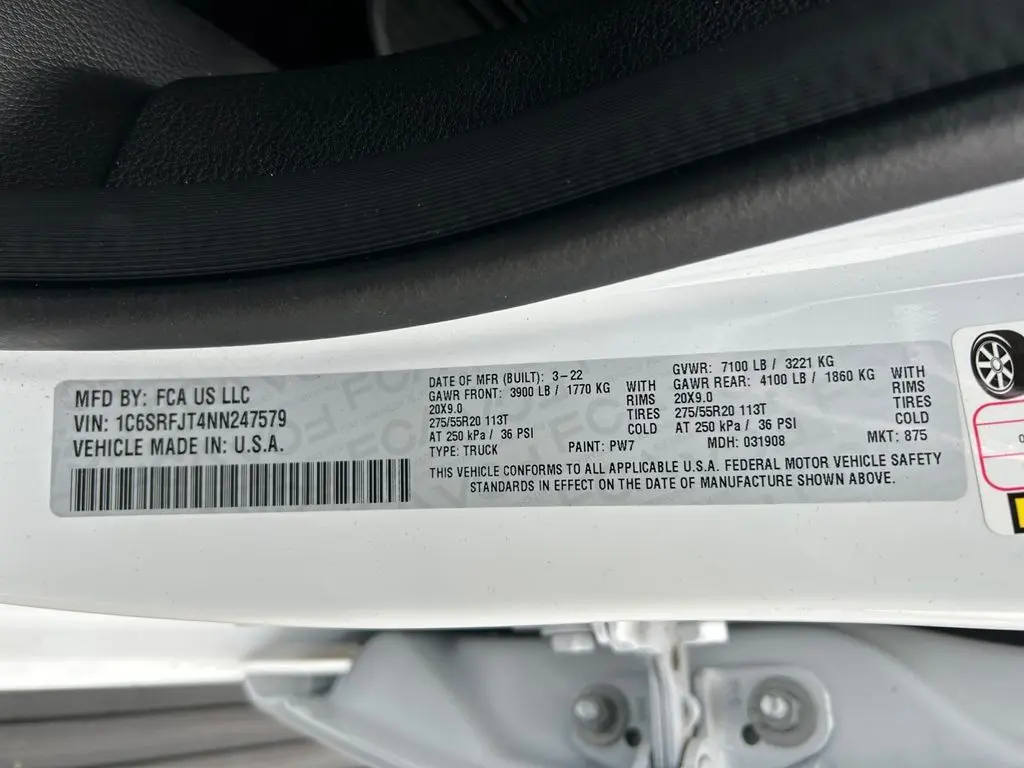 MFD BY: FCA US LLC
VIN: 1C6SRFJT4NN247579
VEHICLE MADE IN: U.S.A.
DATE OF MFR (BUILT): 3-22
GAWR FRONT: 3900 LB / 1770 KG WITH
20X9.0 RIMS
275/55R20 113T TIRES
AT 250 kPa / 36 PSI COLD
TYPE: TRUCK PAINT: PW7
GVWR: 7100 LB / 3221 KG
GAWR REAR: 4100 LB / 1860 KG WITH
20X9.0 RIMS
275/55R20 113T TIRES
AT 250 kPa / 36 PSI COLD
MDH: 031908 MKT: 875
THIS VEHICLE CONFORMS TO ALL APPLICABLE U.S.A. FEDERAL MOTOR VEHICLE SAFETY
STANDARDS IN EFFECT ON THE DATE OF MANUFACTURE SHOWN ABOVE.